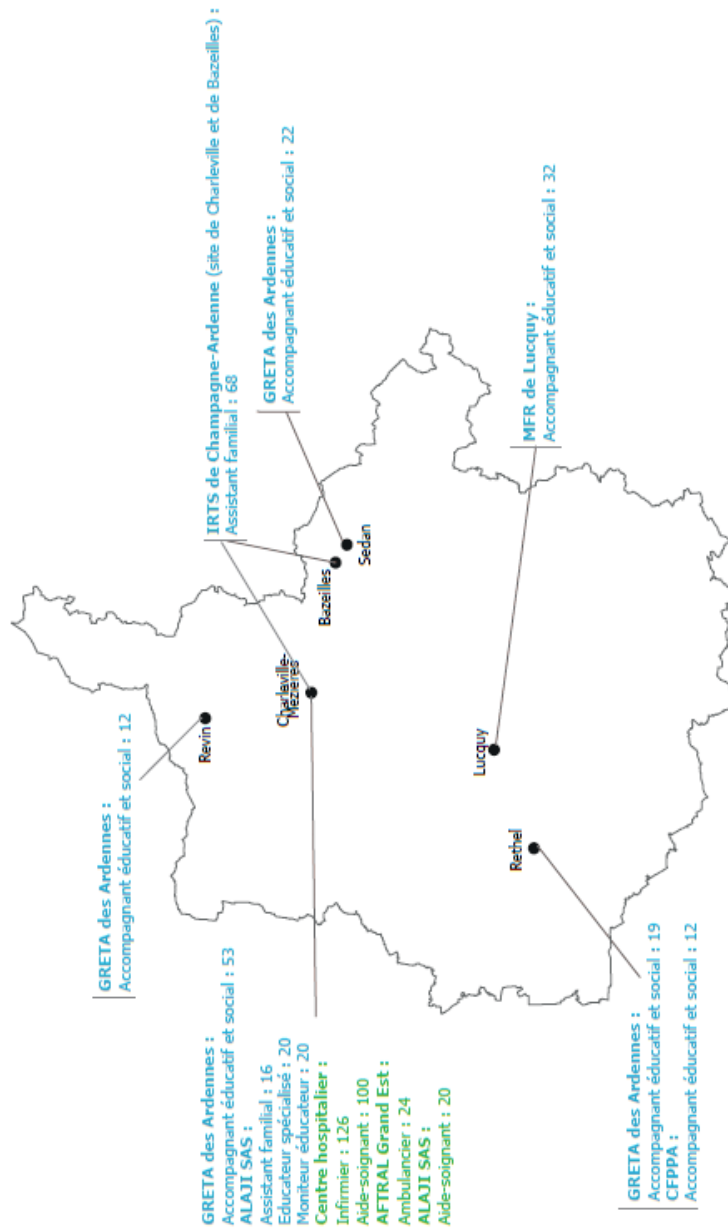 GRETA des Ardennes :
Accompagnant éducatif et social : 12
IRTS de Champagne-Ardenne (site de Charleville et de Bazeilles) :
Assistant familial : 68
GRETA des Ardennes :
Accompagnant éducatif et social : 22
MFR de Lucquy :
Accompagnant éducatif et social : 32
GRETA des Ardennes :
Accompagnant éducatif et social : 53
ALAJI SAS :
Assistant familial : 16
Educateur spécialisé : 20
Moniteur éducateur : 20
Centre hospitalier :
Infirmier : 126
Aide-soignant : 100
AFTRAL Grand Est :
Ambulancier : 24
ALAJI SAS :
Aide-soignant : 20
GRETA des Ardennes :
Accompagnant éducatif et social : 19
CFPPA :
Accompagnant éducatif et social : 12
Revin
Charleville-
Mézières
Bazeilles
Sedan
Lucquy
Rethel